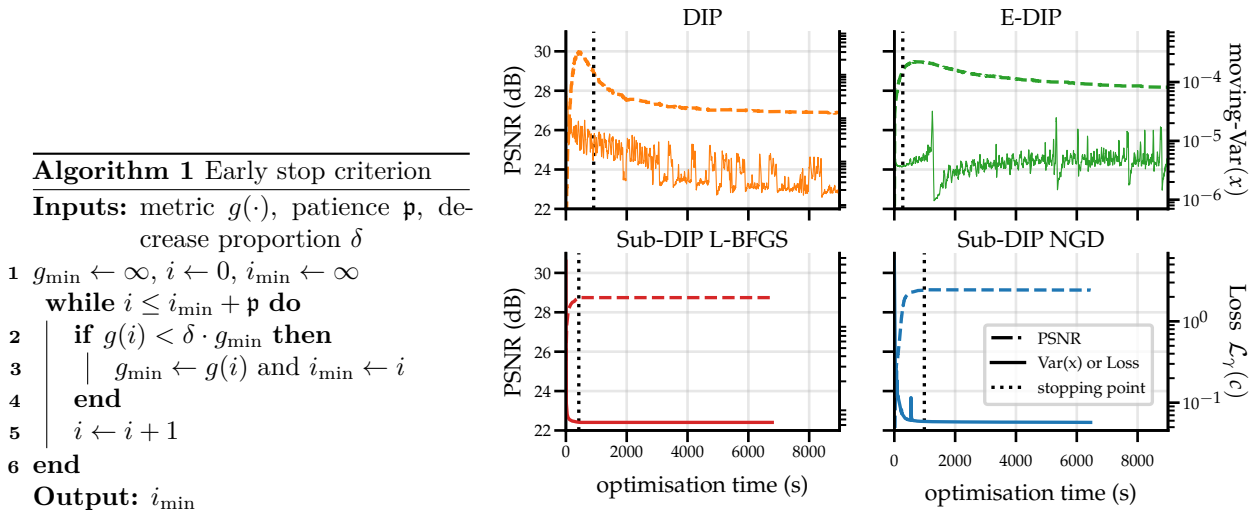 Algorithm 1 Early stop criterion
Inputs: metric g(·), patience 𝔭, de-
crease proportion δ
1 g_min ← ∞, i ← 0, i_min ← ∞
while i ≤ i_min + 𝔭 do
2 if g(i) < δ · g_min then
3 g_min ← g(i) and i_min ← i
4 end
5 i ← i + 1
6 end
Output: i_min
DIP
E-DIP
PSNR (dB)
30
28
26
24
22
moving-Var(x)
10⁻⁴
10⁻⁵
10⁻⁶
Sub-DIP L-BFGS
Sub-DIP NGD
PSNR (dB)
30
28
26
24
22
0 2000 4000 6000 8000
optimisation time (s)
PSNR
Var(x) or Loss
stopping point
0 2000 4000 6000 8000
optimisation time (s)
Loss ℒ_γ(c)
10⁰
10⁻¹